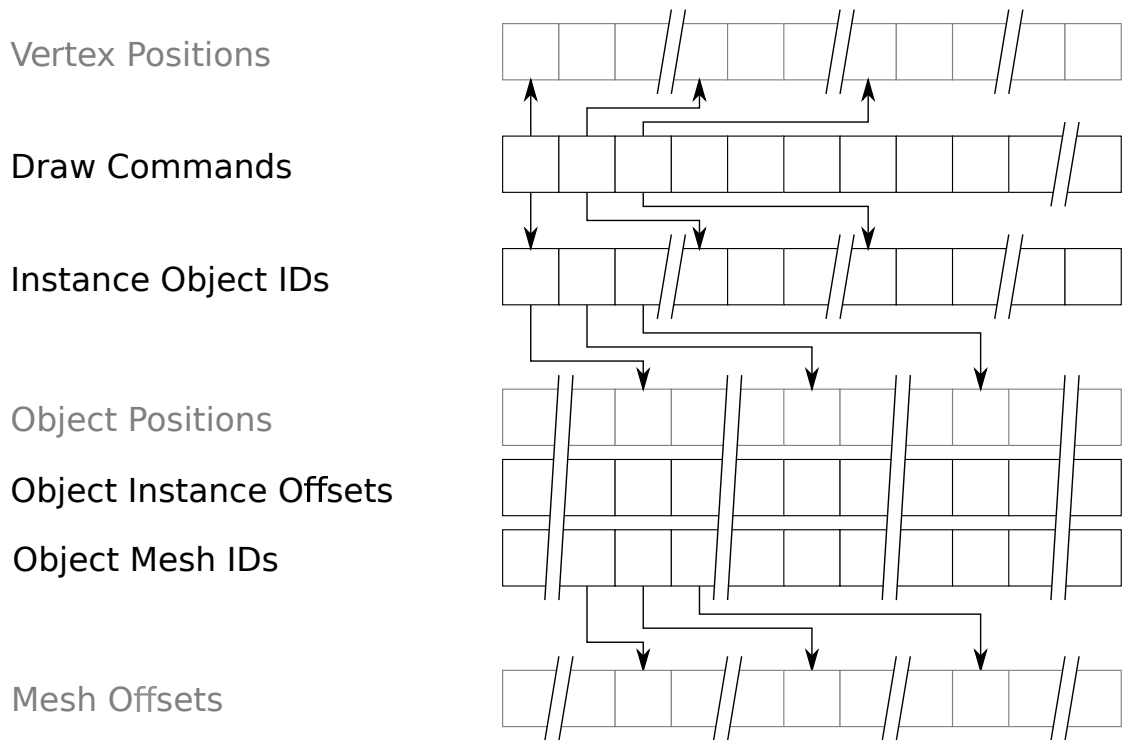 Vertex Positions
Draw Commands
Instance Object IDs
Object Positions
Object Instance Offsets
Object Mesh IDs
Mesh Offsets